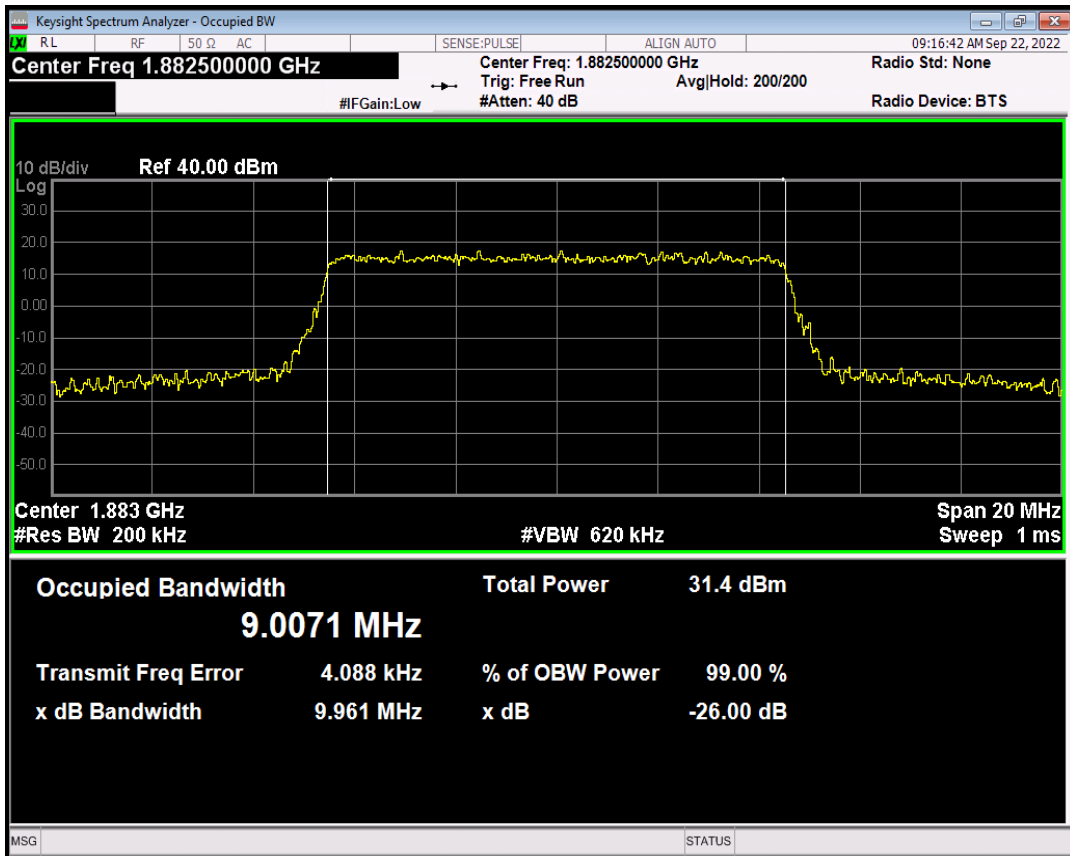 Keysight Spectrum Analyzer - Occupied BW
LXI RL RF 50 Ω AC SENSE:PULSE ALIGN AUTO 09:16:42 AM Sep 22, 2022
Center Freq 1.882500000 GHz Center Freq: 1.882500000 GHz Radio Std: None
Trig: Free Run Avg|Hold: 200/200
#IFGain:Low #Atten: 40 dB Radio Device: BTS
10 dB/div Ref 40.00 dBm
Log
30.0
20.0
10.0
0.00
-10.0
-20.0
-30.0
-40.0
-50.0
Center 1.883 GHz Span 20 MHz
#Res BW 200 kHz #VBW 620 kHz Sweep 1 ms
Occupied Bandwidth Total Power 31.4 dBm
9.0071 MHz
Transmit Freq Error 4.088 kHz % of OBW Power 99.00 %
x dB Bandwidth 9.961 MHz x dB -26.00 dB
MSG STATUS